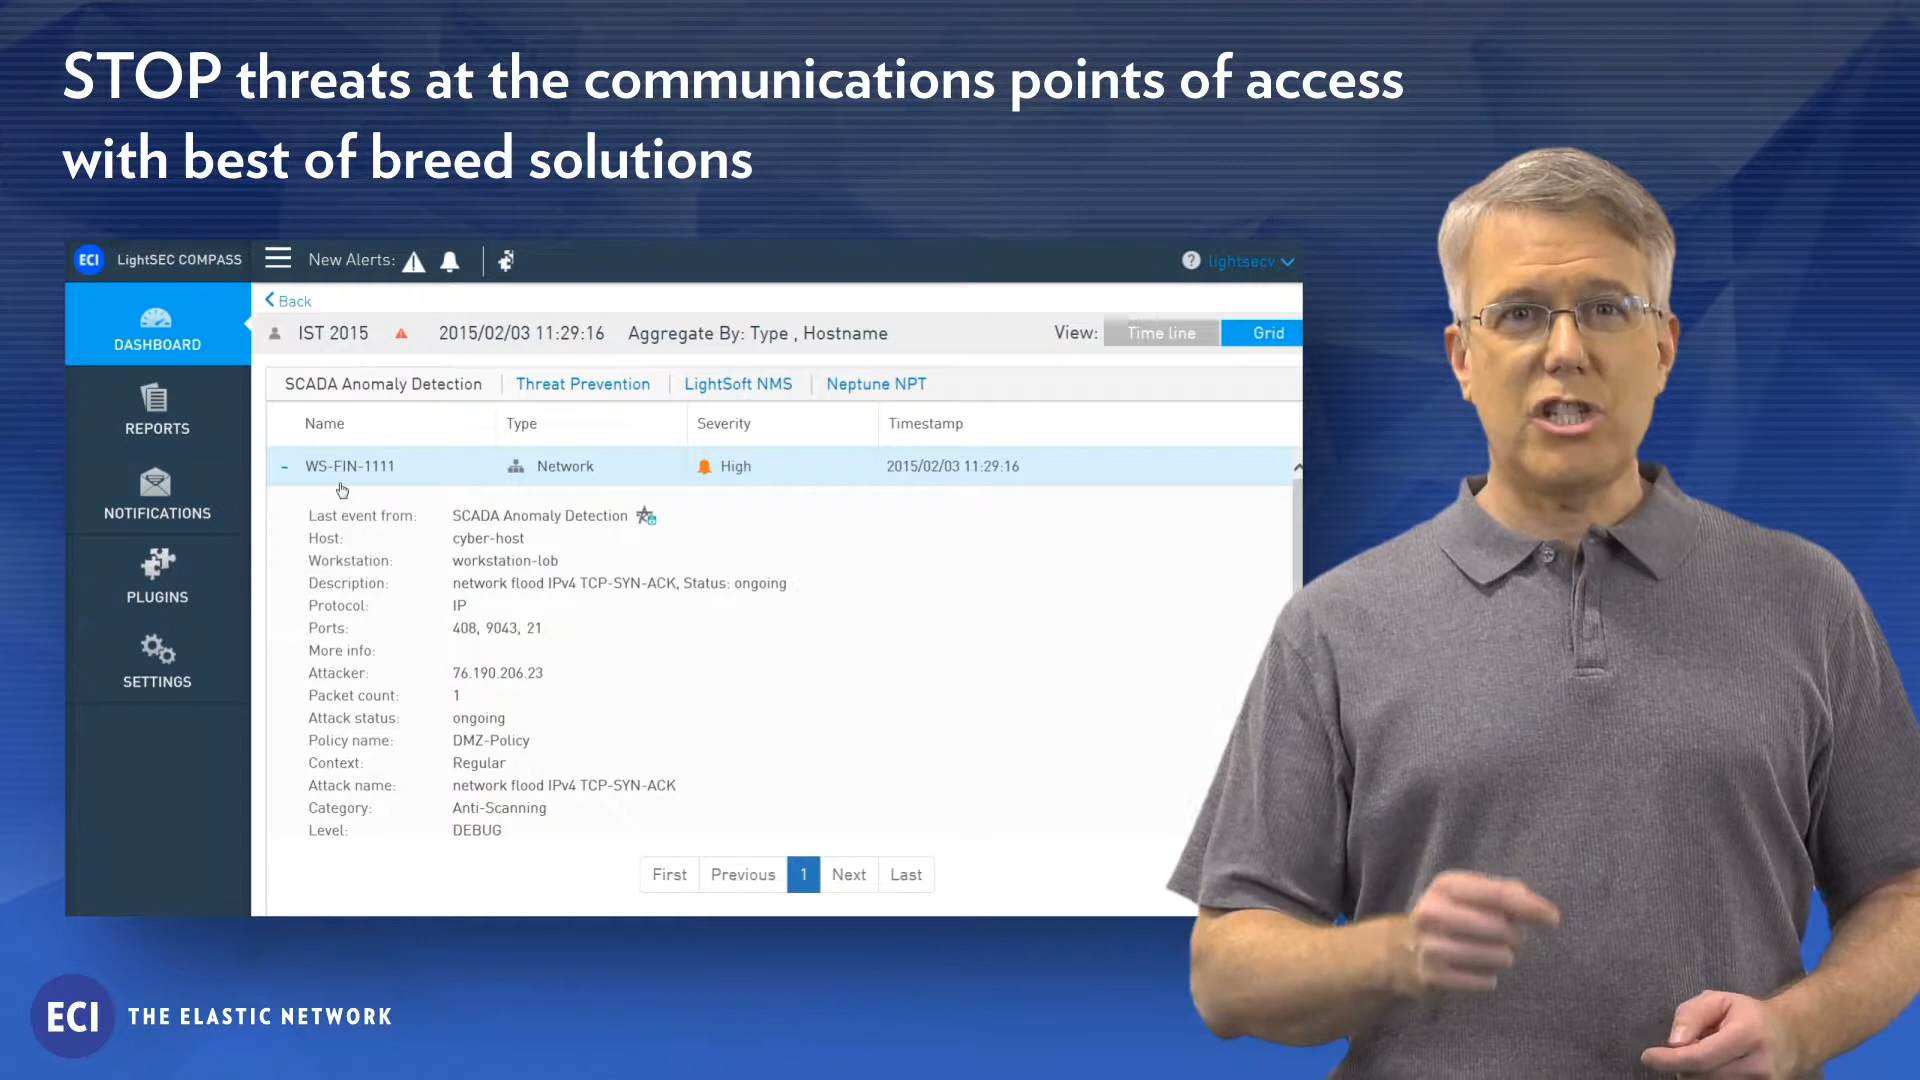 STOP threats at the communications points of access
with best of breed solutions
ECI LightSEC COMPASS New Alerts: ? lightsecv
Back
DASHBOARD
IST 2015 2015/02/03 11:29:16 Aggregate By: Type , Hostname View: Time line Grid
SCADA Anomaly Detection Threat Prevention LightSoft NMS Neptune NPT
REPORTS
Name Type Severity Timestamp
- WS-FIN-1111 Network High 2015/02/03 11:29:16
NOTIFICATIONS
Last event from: SCADA Anomaly Detection
Host: cyber-host
Workstation: workstation-lob
Description: network flood IPv4 TCP-SYN-ACK, Status: ongoing
PLUGINS
Protocol: IP
Ports: 408, 9043, 21
More info:
Attacker: 76.190.206.23
SETTINGS
Packet count: 1
Attack status: ongoing
Policy name: DMZ-Policy
Context: Regular
Attack name: network flood IPv4 TCP-SYN-ACK
Category: Anti-Scanning
Level: DEBUG
First Previous 1 Next Last
ECI THE ELASTIC NETWORK